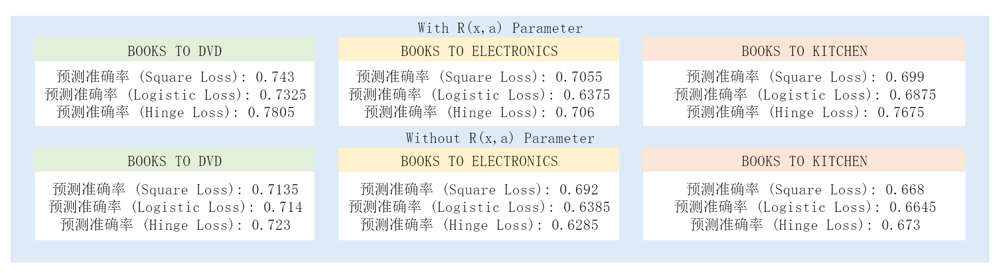 With R(x,a) Parameter
BOOKS TO DVD
预测准确率 (Square Loss): 0.743
预测准确率 (Logistic Loss): 0.7325
预测准确率 (Hinge Loss): 0.7805
BOOKS TO ELECTRONICS
预测准确率 (Square Loss): 0.7055
预测准确率 (Logistic Loss): 0.6375
预测准确率 (Hinge Loss): 0.706
BOOKS TO KITCHEN
预测准确率 (Square Loss): 0.699
预测准确率 (Logistic Loss): 0.6875
预测准确率 (Hinge Loss): 0.7675
Without R(x,a) Parameter
BOOKS TO DVD
预测准确率 (Square Loss): 0.7135
预测准确率 (Logistic Loss): 0.714
预测准确率 (Hinge Loss): 0.723
BOOKS TO ELECTRONICS
预测准确率 (Square Loss): 0.692
预测准确率 (Logistic Loss): 0.6385
预测准确率 (Hinge Loss): 0.6285
BOOKS TO KITCHEN
预测准确率 (Square Loss): 0.668
预测准确率 (Logistic Loss): 0.6645
预测准确率 (Hinge Loss): 0.673